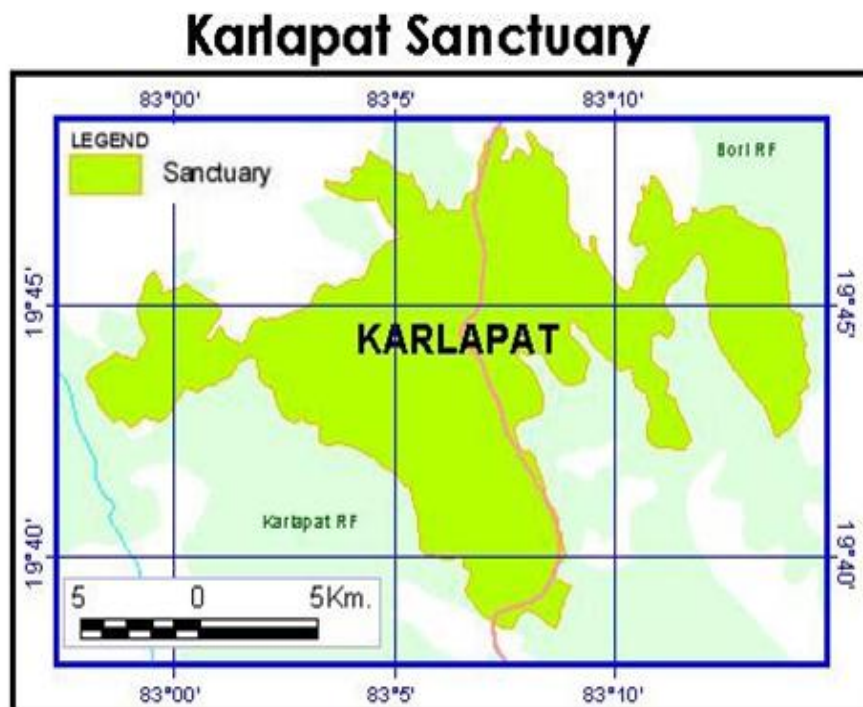 Karlapat Sanctuary
83°00' 83°5' 83°10'
LEGEND
Sanctuary
Bori RF
19°45' 19°45'
KARLAPAT
Karlapat RF
19°40' 19°40'
5 0 5Km.
83°00' 83°5' 83°10'